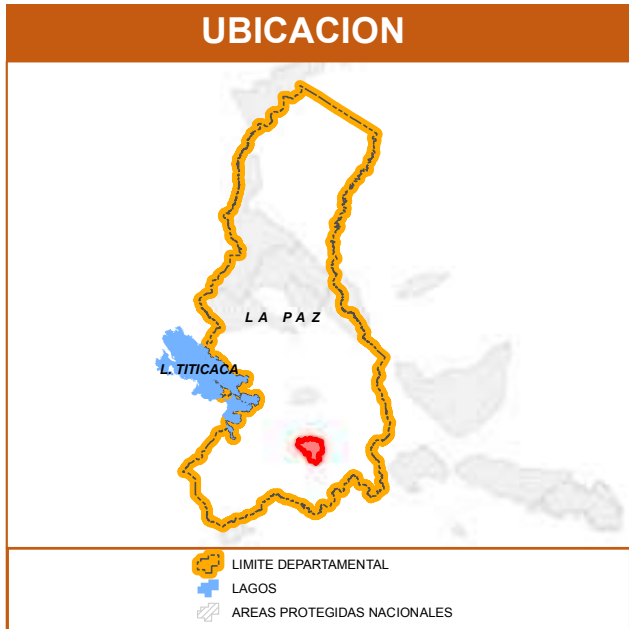 UBICACION
LA PAZ
L. TITICACA
LIMITE DEPARTAMENTAL
LAGOS
AREAS PROTEGIDAS NACIONALES